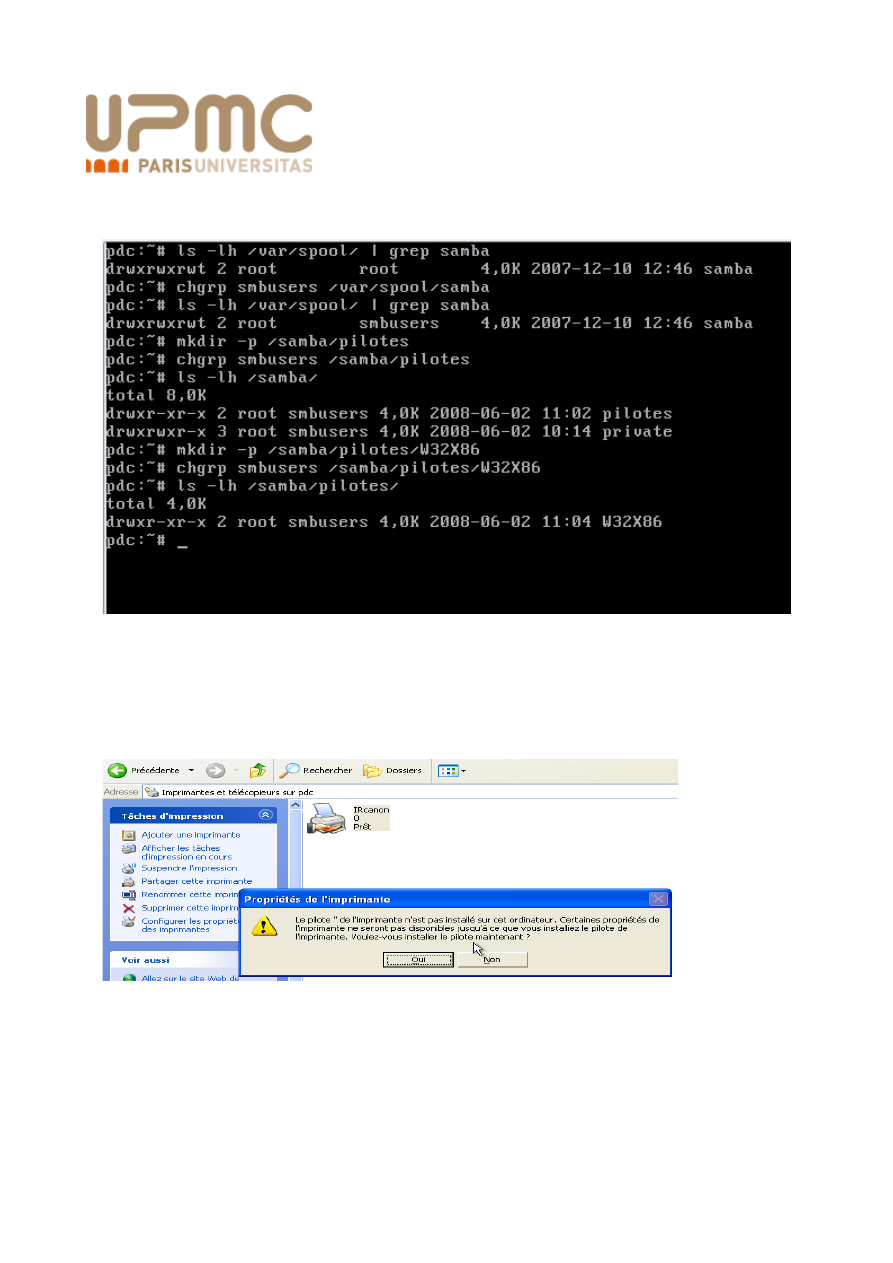 UPMC
PARISUNIVERSITAS
pdc:~# ls -lh /var/spool/ | grep samba
drwxrwxrwt 2 root root 4,0K 2007-12-10 12:46 samba
pdc:~# chgrp smbusers /var/spool/samba
pdc:~# ls -lh /var/spool/ | grep samba
drwxrwxrwt 2 root smbusers 4,0K 2007-12-10 12:46 samba
pdc:~# mkdir -p /samba/pilotes
pdc:~# chgrp smbusers /samba/pilotes
pdc:~# ls -lh /samba/
total 8,0K
drwxr-xr-x 2 root smbusers 4,0K 2008-06-02 11:02 pilotes
drwxrwxr-x 3 root smbusers 4,0K 2008-06-02 10:14 private
pdc:~# mkdir -p /samba/pilotes/W32X86
pdc:~# chgrp smbusers /samba/pilotes/W32X86
pdc:~# ls -lh /samba/pilotes/
total 4,0K
drwxr-xr-x 2 root smbusers 4,0K 2008-06-02 11:04 W32X86
pdc:~# _
Précédente
Rechercher
Dossiers
Adresse
Imprimantes et télécopieurs sur pdc
Tâches d'impression
Ajouter une imprimante
Afficher les tâches
d'impression en cours
Suspendre l'impression
Partager cette imprimante
Renommer cette imprim
Supprimer cette imprim
Configurer les propriété
des imprimantes
Voir aussi
Allez sur le site Web de
IRcanon
0
Prêt
Propriétés de l'imprimante
Le pilote '' de l'imprimante n'est pas installé sur cet ordinateur. Certaines propriétés de
l'imprimante ne seront pas disponibles jusqu'à ce que vous installiez le pilote de
l'imprimante. Voulez-vous installer le pilote maintenant ?
Oui
Non